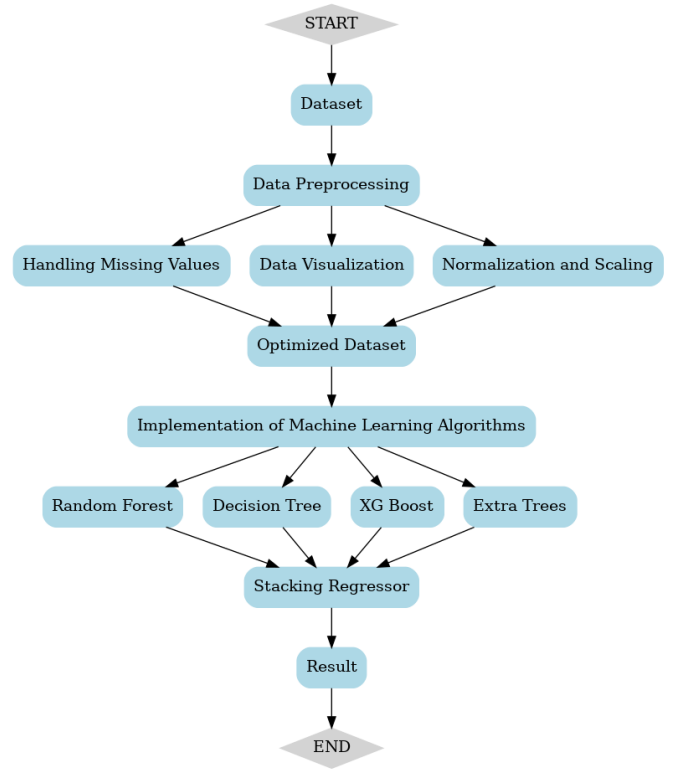 START
Dataset
Data Preprocessing
Handling Missing Values
Data Visualization
Normalization and Scaling
Optimized Dataset
Implementation of Machine Learning Algorithms
Random Forest
Decision Tree
XG Boost
Extra Trees
Stacking Regressor
Result
END